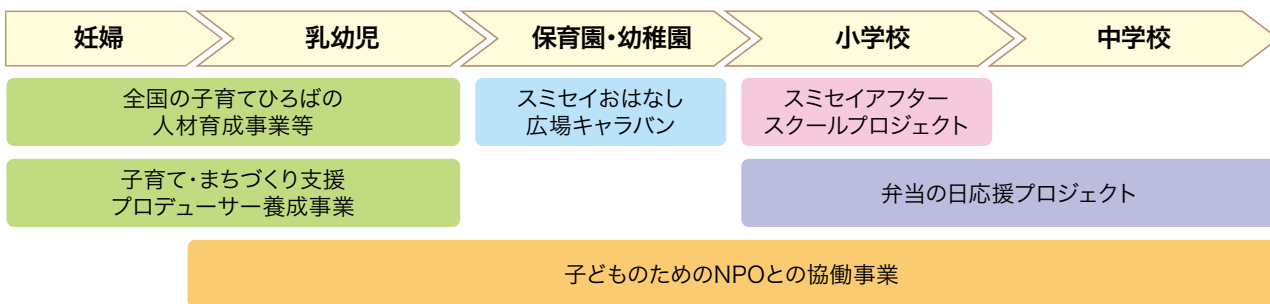 妊婦
乳幼児
保育園・幼稚園
小学校
中学校
全国の子育てひろばの
人材育成事業等
スミセイおはなし
広場キャラバン
スミセイアフター
スクールプロジェクト
子育て・まちづくり支援
プロデューサー養成事業
弁当の日応援プロジェクト
子どものためのNPOとの協働事業